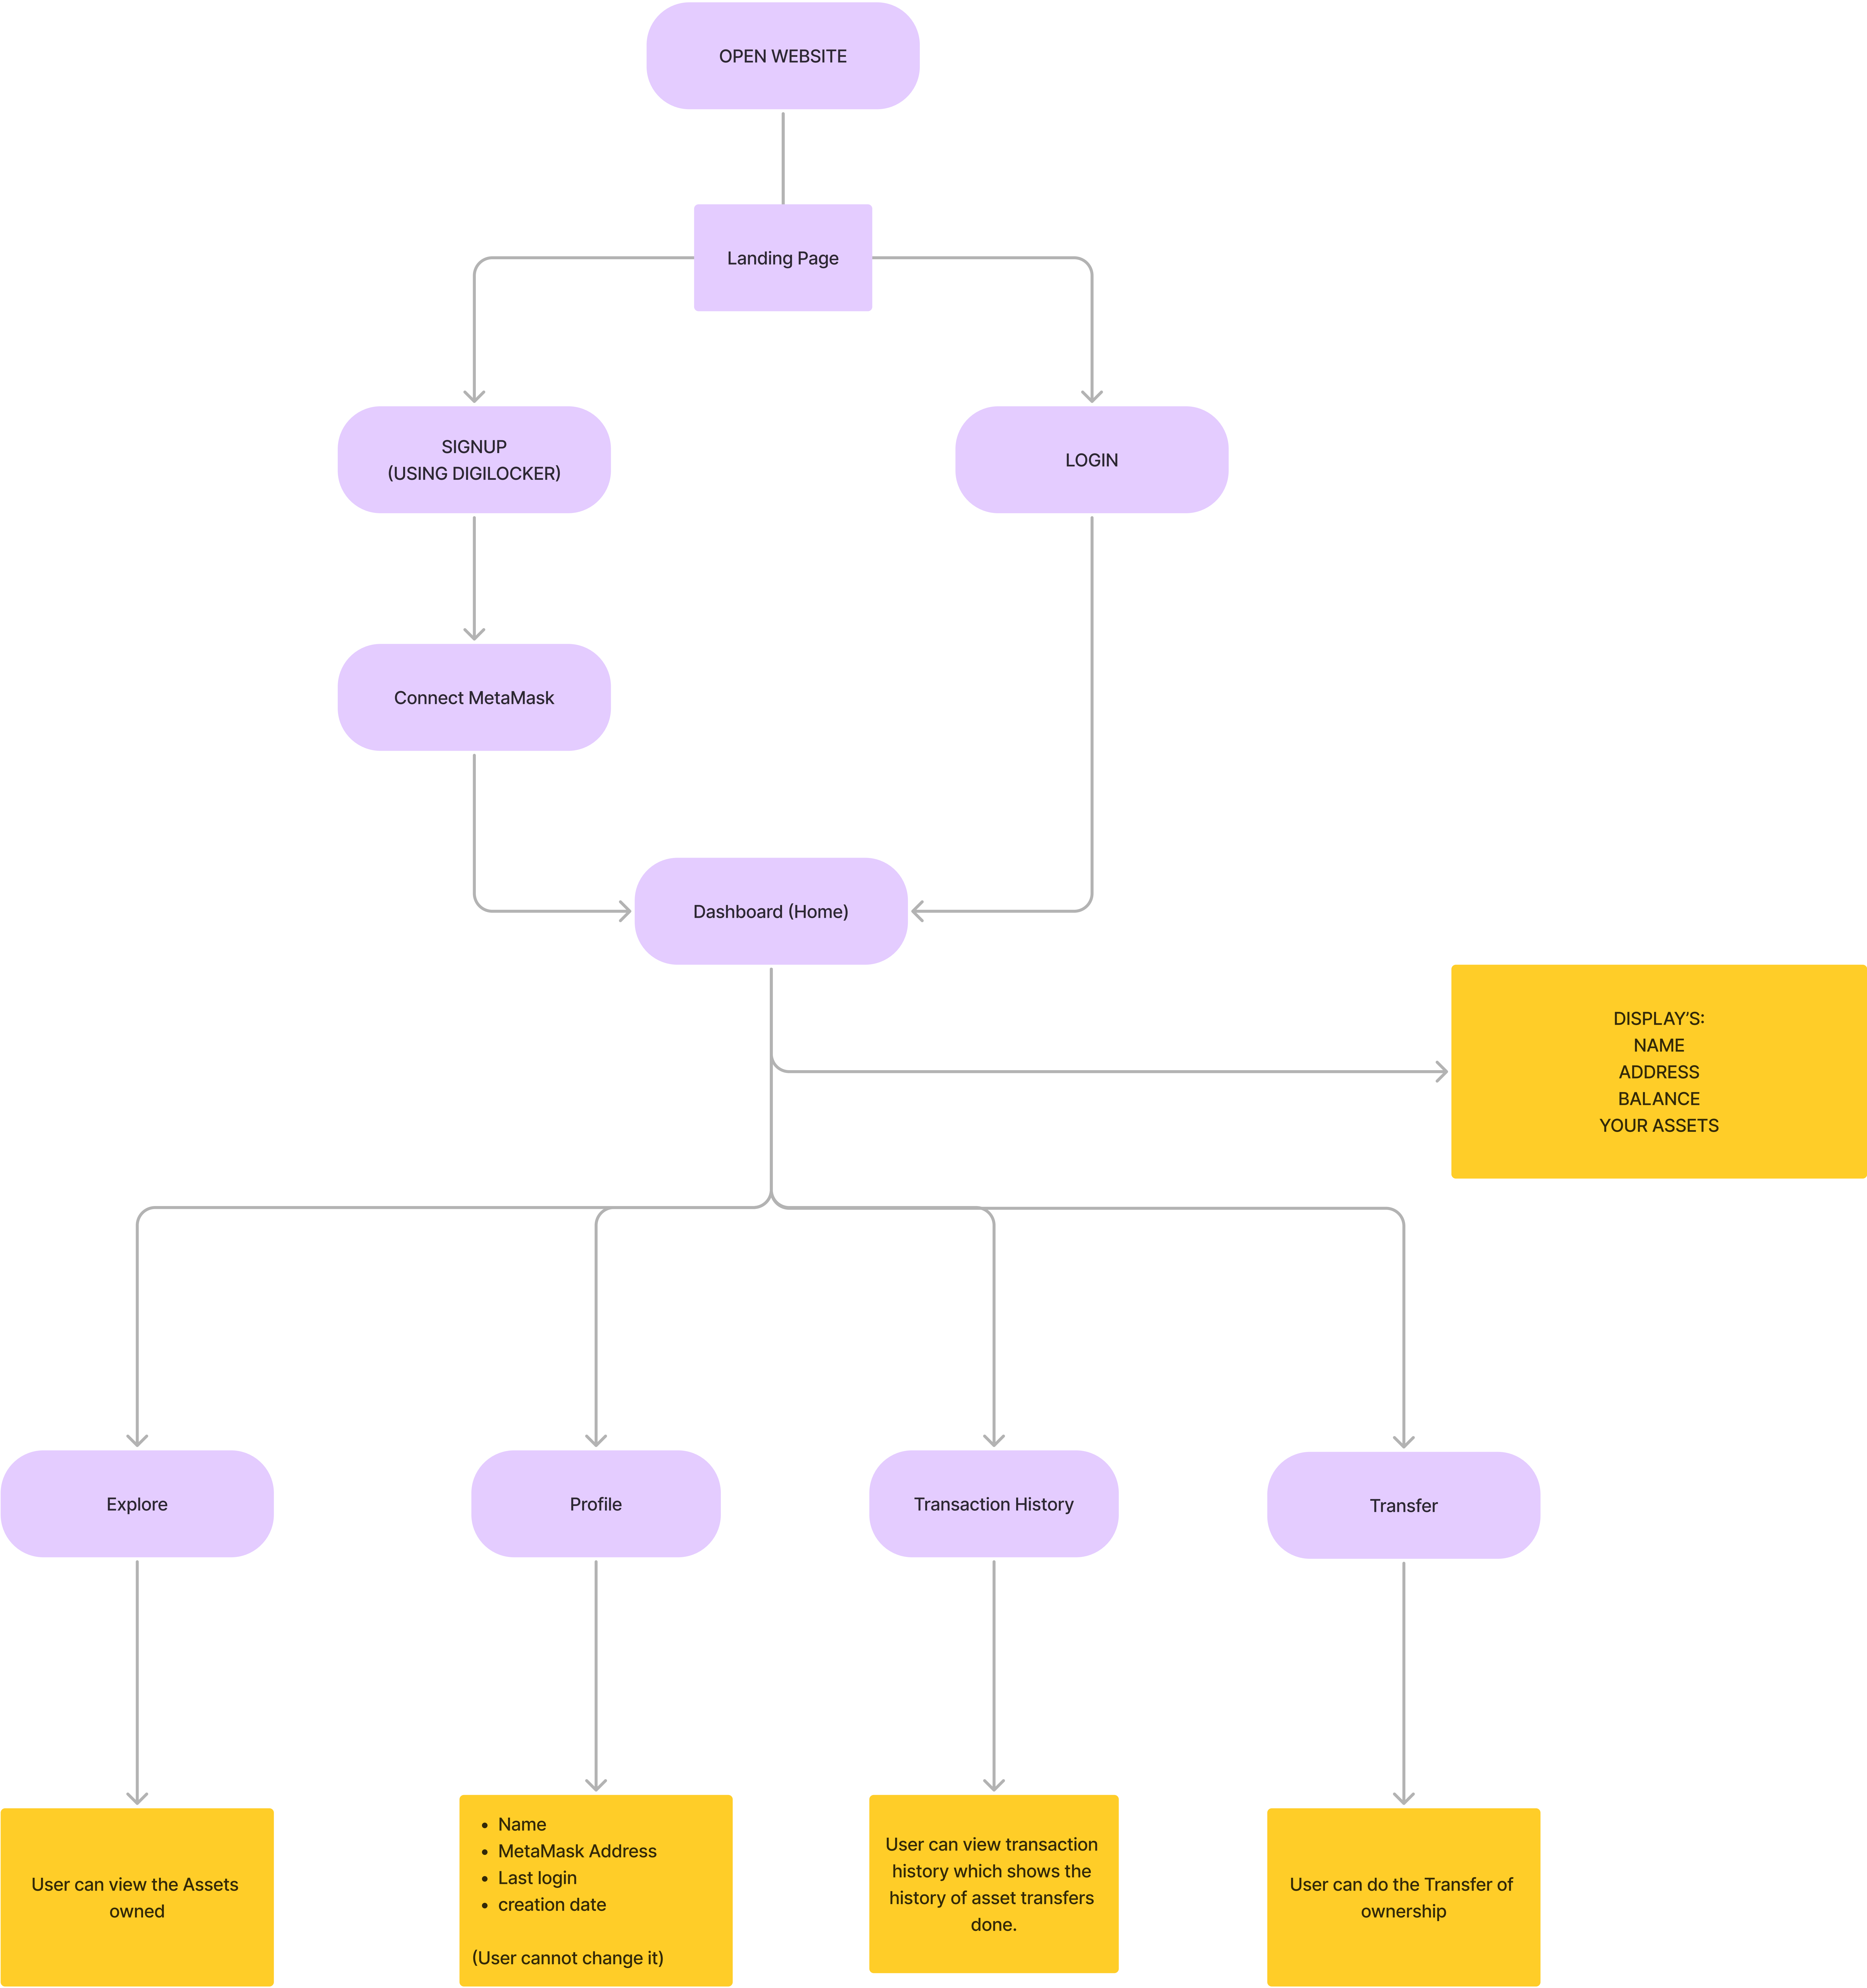 OPEN WEBSITE
Landing Page
SIGNUP
(USING DIGILOCKER)
LOGIN
Connect MetaMask
Dashboard (Home)
DISPLAY’S:
NAME
ADDRESS
BALANCE
YOUR ASSETS
Explore
Profile
Transaction History
Transfer
User can view the Assets
owned
• Name
• MetaMask Address
• Last login
• creation date
(User cannot change it)
User can view transaction
history which shows the
history of asset transfers
done.
User can do the Transfer of
ownership